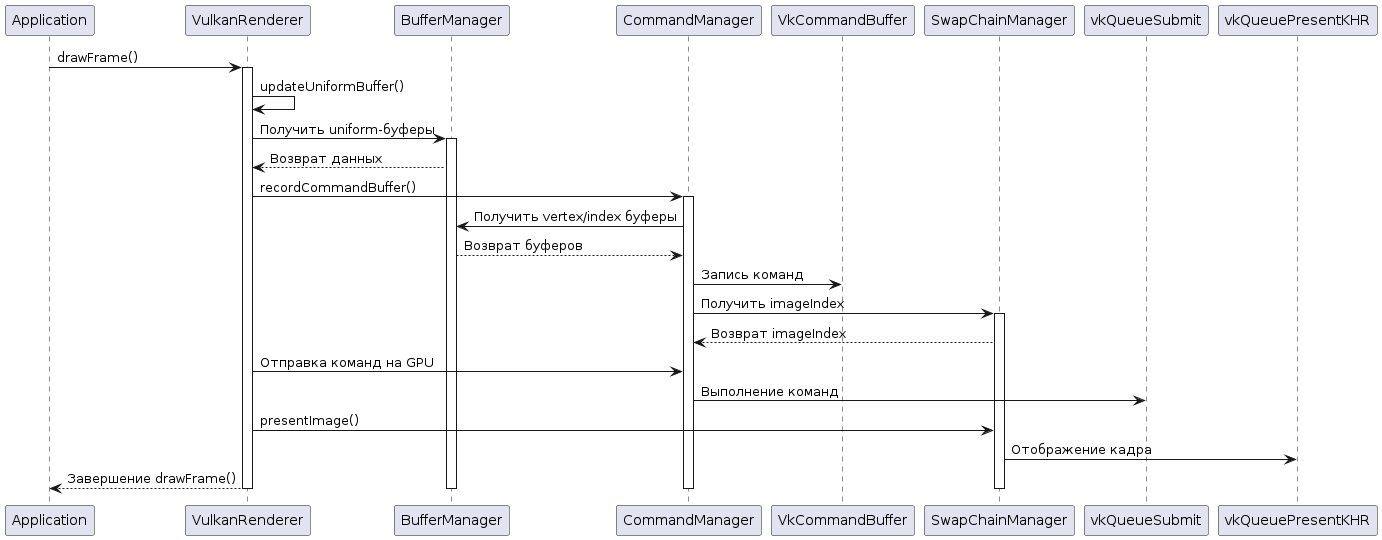 Application VulkanRenderer BufferManager CommandManager VkCommandBuffer SwapChainManager vkQueueSubmit vkQueuePresentKHR
drawFrame()
updateUniformBuffer()
Получить uniform-буферы
Возврат данных
recordCommandBuffer()
Получить vertex/index буферы
Возврат буферов
Запись команд
Получить imageIndex
Возврат imageIndex
Отправка команд на GPU
Выполнение команд
presentImage()
Отображение кадра
Завершение drawFrame()
Application VulkanRenderer BufferManager CommandManager VkCommandBuffer SwapChainManager vkQueueSubmit vkQueuePresentKHR